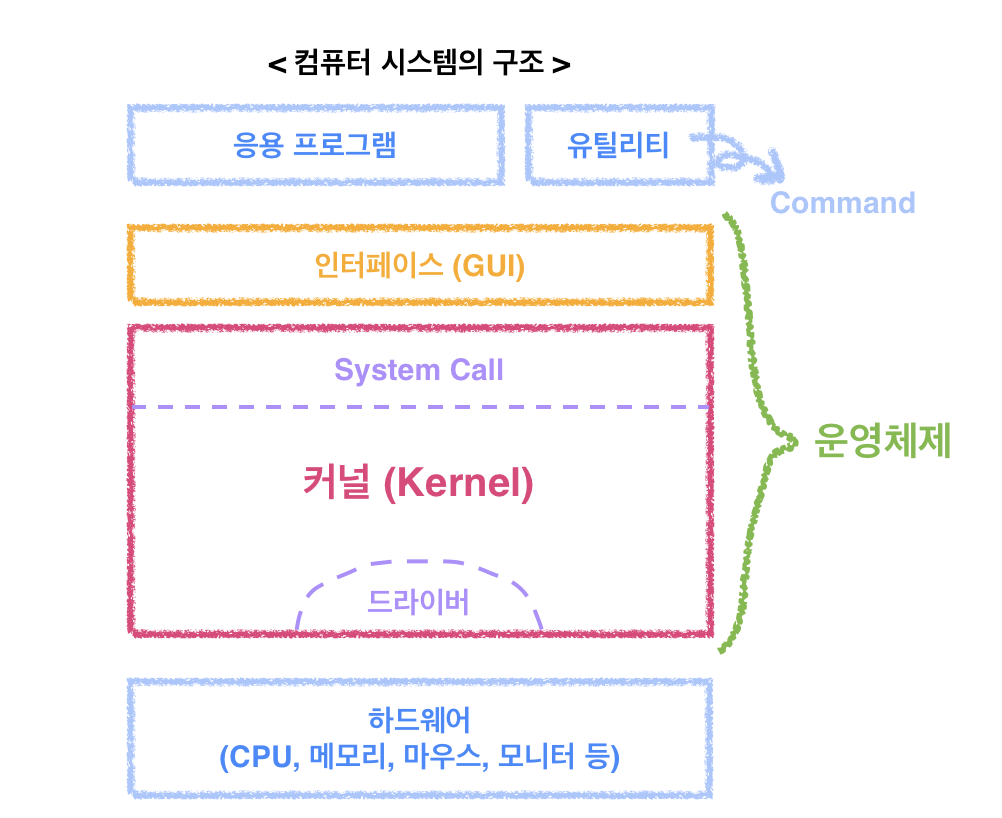 < 컴퓨터 시스템의 구조 >
응용 프로그램
유틸리티
Command
인터페이스 (GUI)
System Call
커널 (Kernel)
운영체제
드라이버
하드웨어
(CPU, 메모리, 마우스, 모니터 등)